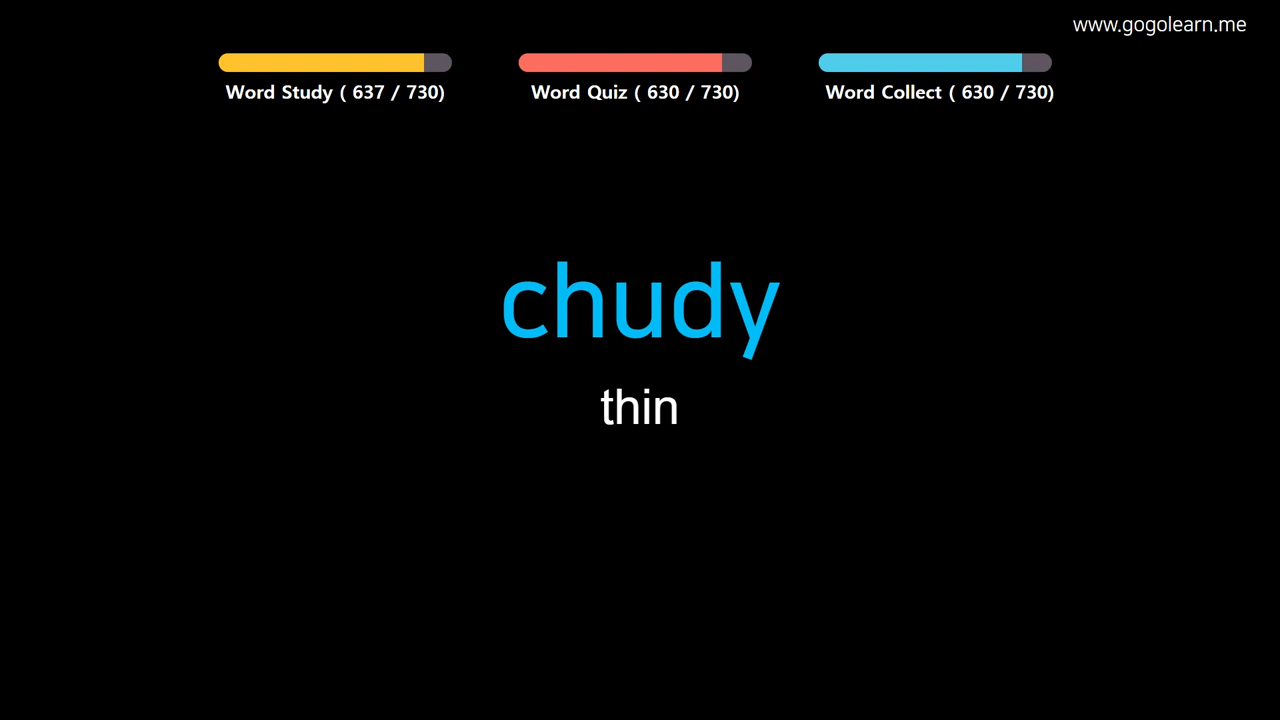 www.gogolearn.me
Word Study ( 637 / 730)
Word Quiz ( 630 / 730)
Word Collect ( 630 / 730)
chudy
thin